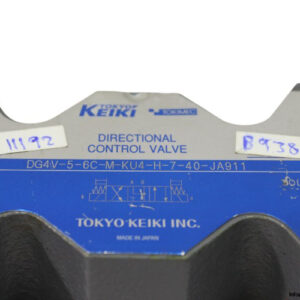 TOKYO
KEIKI
TOKIMEC
11192
DIRECTIONAL
CONTROL VALVE
B938
DG4V-5-6C-M-KU4-H-7-40-JA911
SOL
TOKYO KEIKI INC.
MADE IN JAPAN